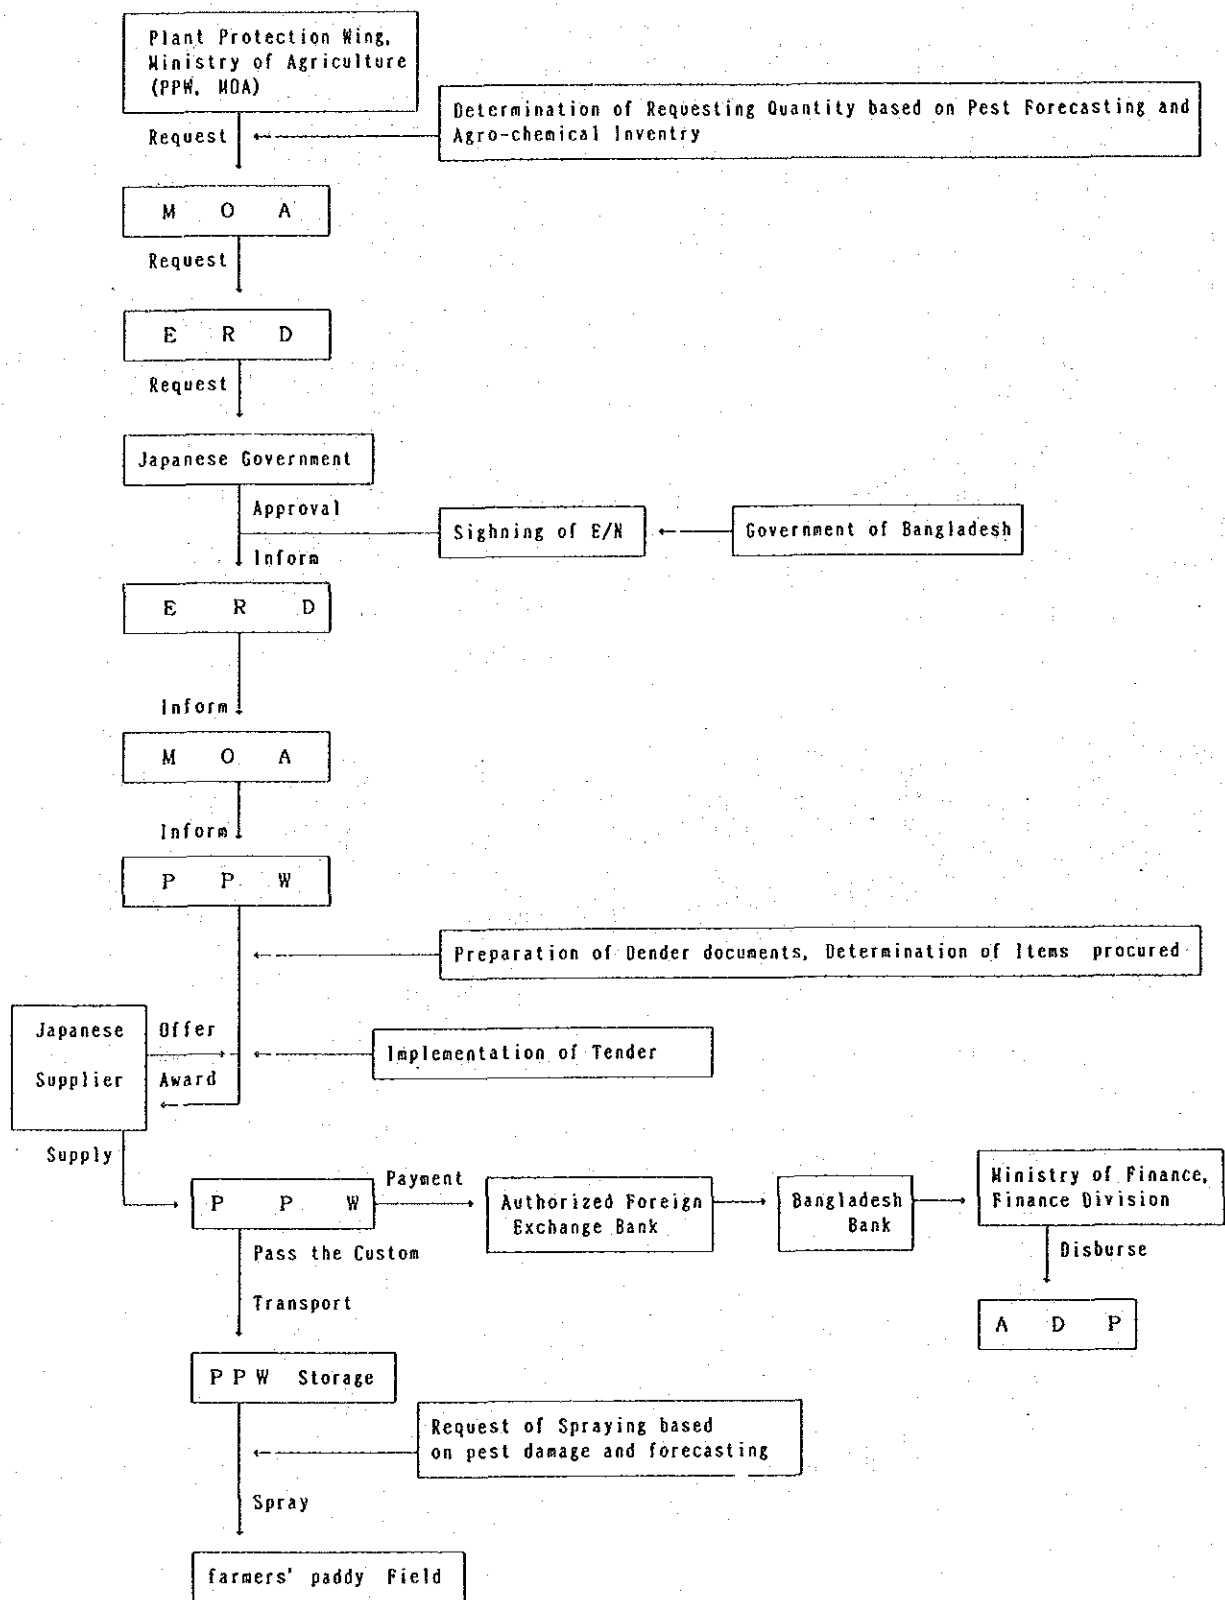 Plant Protection Wing,
Ministry of Agriculture
(PPW, MOA)
Determination of Requesting Quantity based on Pest Forecasting and
Agro-chemical Inventry
Request
M O A
Request
E R D
Request
Japanese Government
Approval
Sighning of E/N
Government of Bangladesh
Inform
E R D
Inform
M O A
Inform
P P W
Preparation of Dender documents, Determination of Items procured
Japanese
Supplier
Offer
Award
Implementation of Tender
Supply
P P W
Payment
Authorized Foreign
Exchange Bank
Bangladesh
Bank
Ministry of Finance,
Finance Division
Pass the Custom
Disburse
Transport
A D P
PPW Storage
Request of Spraying based
on pest damage and forecasting
Spray
farmers' paddy Field